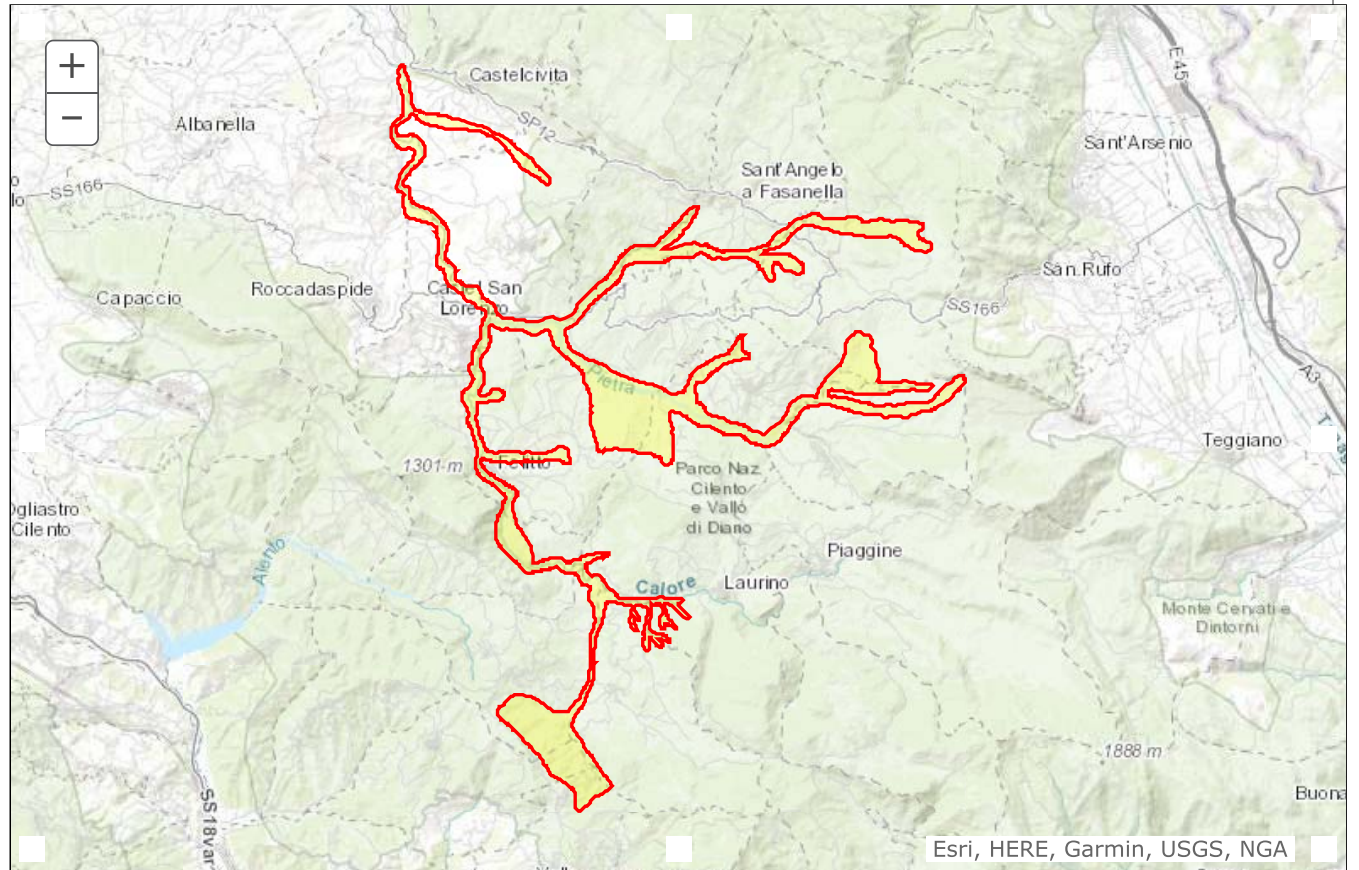 +
−
Castelcivita
E45
Albanella
SP12
Sant'Arsenio
Sant'Angelo
a Fasanella
SS166
San Rufo
Capaccio
Roccadaspide
Castel San
Lorenzo
SS166
A3
Pietra
Teggiano
1301 m
Felitto
Parco Naz.
Cilento
e Vallo
di Diano
Ogliastro
Cilento
Alento
Piaggine
Calore
Laurino
Monte Cervati e
Dintorni
1888 m
SS18var
Buona
Esri, HERE, Garmin, USGS, NGA